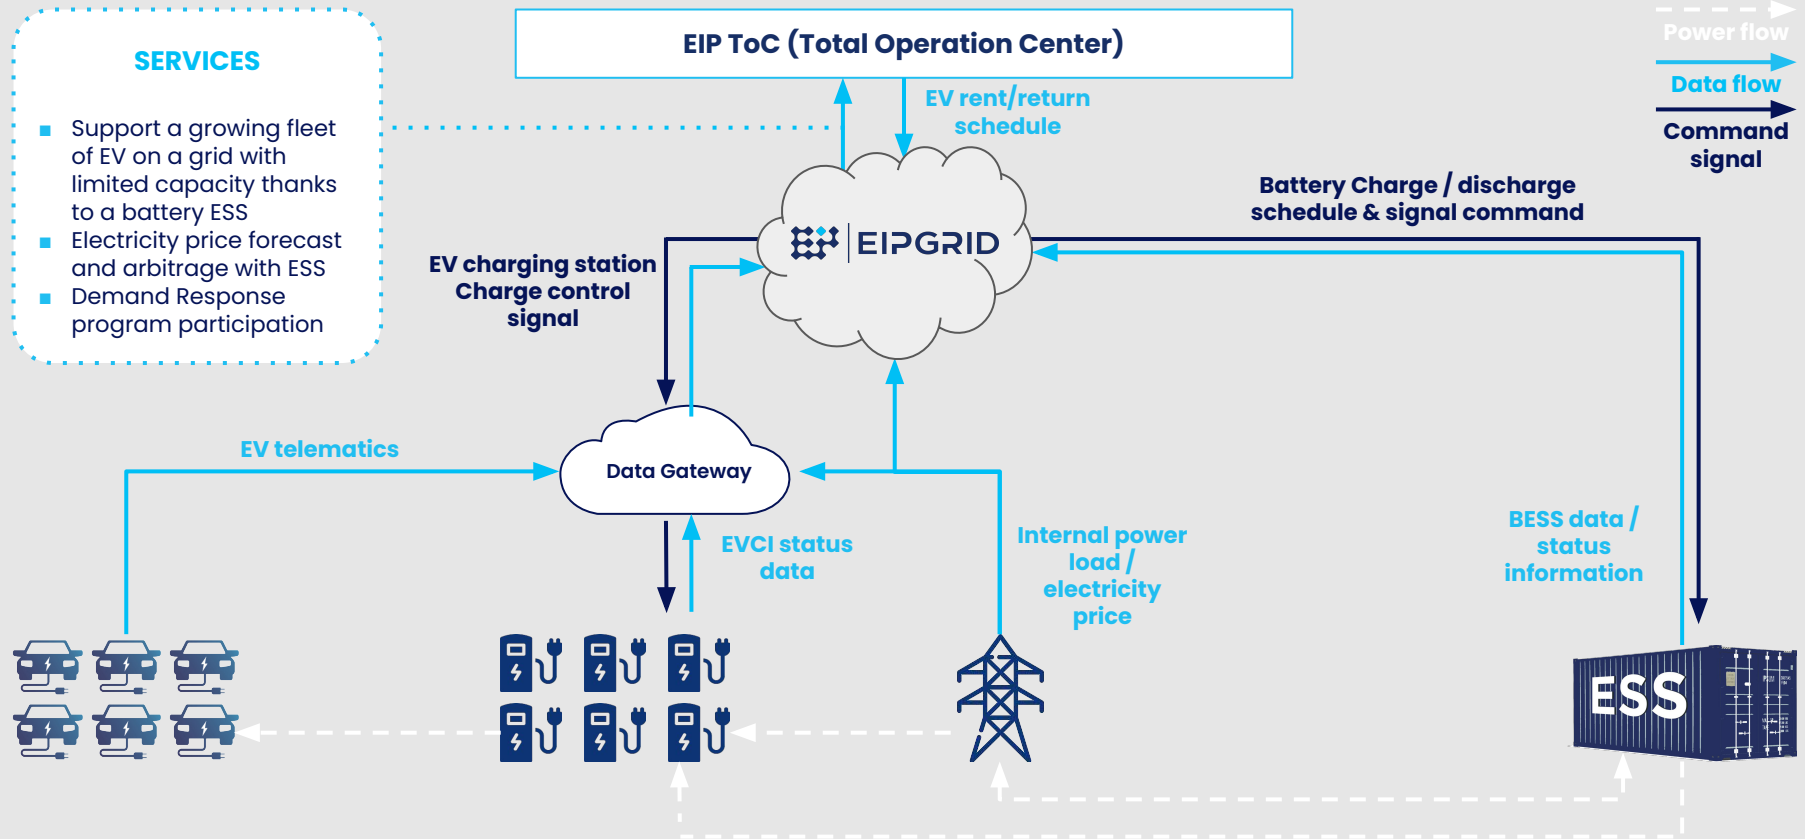 SERVICES
Support a growing fleet
of EV on a grid with
limited capacity thanks
to a battery ESS
Electricity price forecast
and arbitrage with ESS
Demand Response
program participation
EIP ToC (Total Operation Center)
Power flow
Data flow
Command
signal
EV rent/return
schedule
Battery Charge / discharge
schedule & signal command
EIPGRID
EV charging station
Charge control
signal
EV telematics
Data Gateway
EVCI status
data
Internal power
load /
electricity
price
BESS data /
status
information
ESS